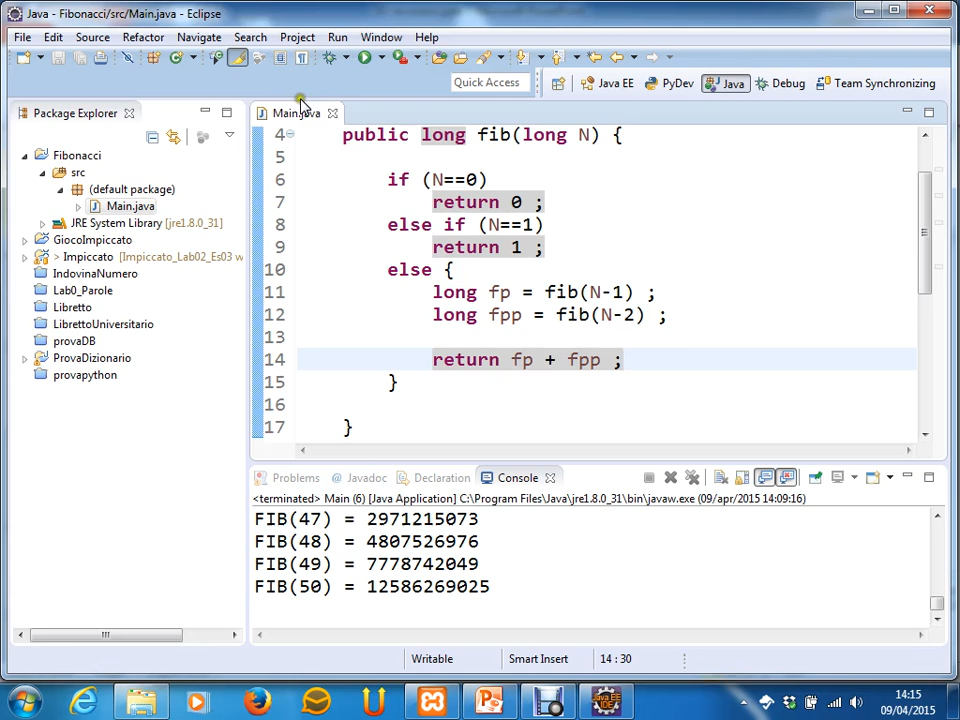 Java - Fibonacci/src/Main.java - Eclipse
File Edit Source Refactor Navigate Search Project Run Window Help
Quick Access
Java EE
PyDev
Java
Debug
Team Synchronizing
Package Explorer
Main.java
Fibonacci
src
(default package)
Main.java
JRE System Library [jre1.8.0_31]
GiocoImpiccato
> Impiccato [Impiccato_Lab02_Es03 w
IndovinaNumero
Lab0_Parole
Libretto
LibrettoUniversitario
provaDB
ProvaDizionario
provapython
4 public long fib(long N) {
5
6 if (N==0)
7 return 0 ;
8 else if (N==1)
9 return 1 ;
10 else {
11 long fp = fib(N-1) ;
12 long fpp = fib(N-2) ;
13
14 return fp + fpp ;
15 }
16
17 }
Problems @ Javadoc Declaration Console
<terminated> Main (6) [Java Application] C:\Program Files\Java\jre1.8.0_31\bin\javaw.exe (09/apr/2015 14:09:16)
FIB(47) = 2971215073
FIB(48) = 4807526976
FIB(49) = 7778742049
FIB(50) = 12586269025
Writable
Smart Insert
14 : 30
Java EE
IDE
14:15
09/04/2015